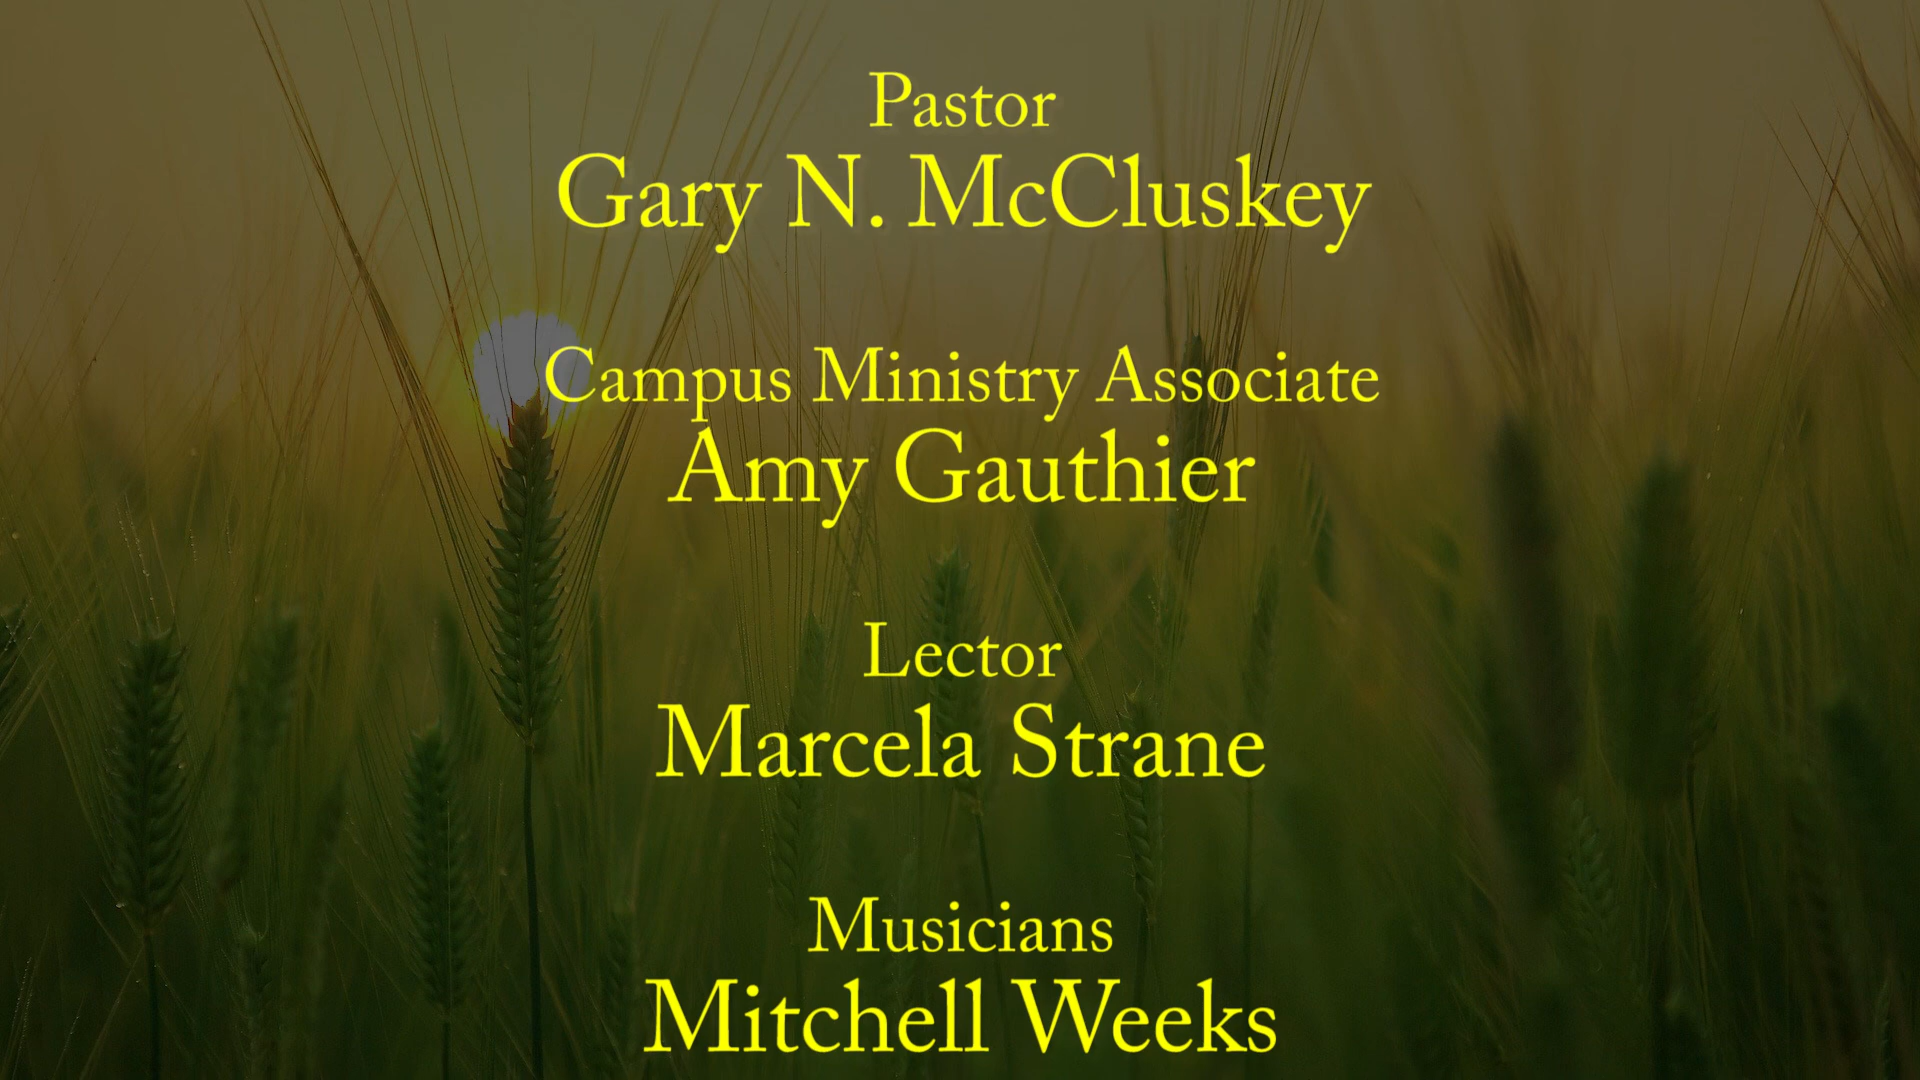 Pastor
Gary N. McCluskey
Campus Ministry Associate
Amy Gauthier
Lector
Marcela Strane
Musicians
Mitchell Weeks